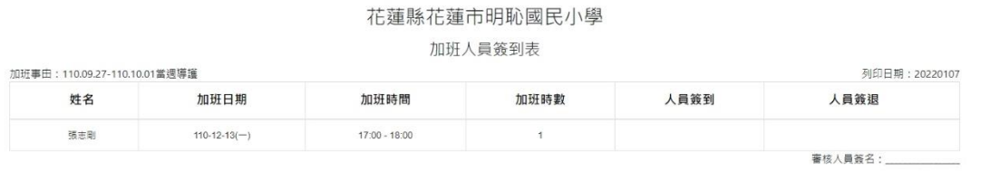 花蓮縣花蓮市明恥國民小學
加班人員簽到表
加班事由：110.09.27-110.10.01當週導護 列印日期：20220107
姓名 加班日期 加班時間 加班時數 人員簽到 人員簽退
張志剛 110-12-13(一) 17:00 - 18:00 1
審核人員簽名：______________